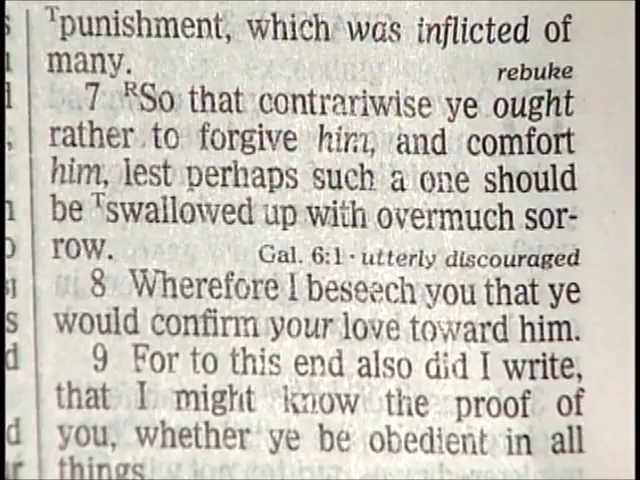 ᵀpunishment, which was inflicted of
many. rebuke
7 ᴿSo that contrariwise ye ought
rather to forgive him, and comfort
him, lest perhaps such a one should
be ᵀswallowed up with overmuch sor-
row. Gal. 6:1 · utterly discouraged
8 Wherefore I beseech you that ye
would confirm your love toward him.
9 For to this end also did I write,
that I might know the proof of
you, whether ye be obedient in all
things